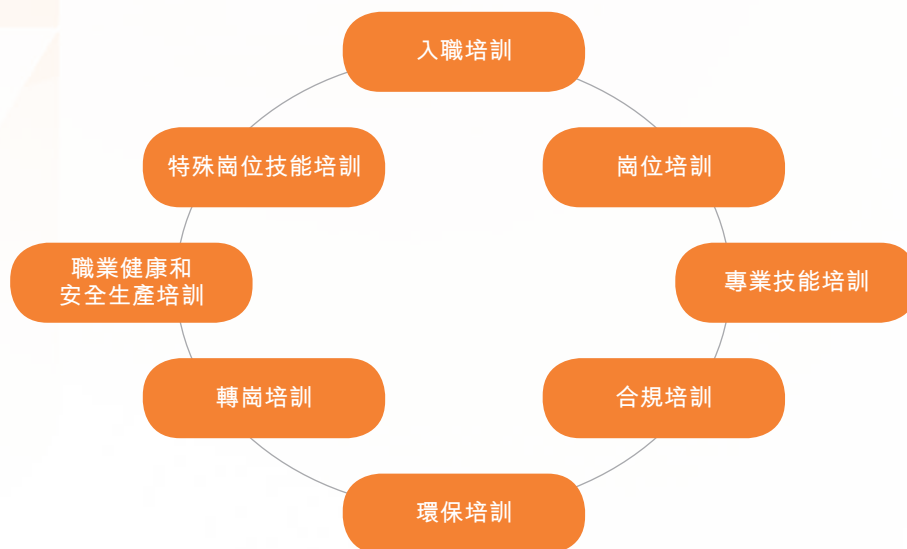 入職培訓
特殊崗位技能培訓
崗位培訓
職業健康和
安全生產培訓
專業技能培訓
轉崗培訓
合規培訓
環保培訓